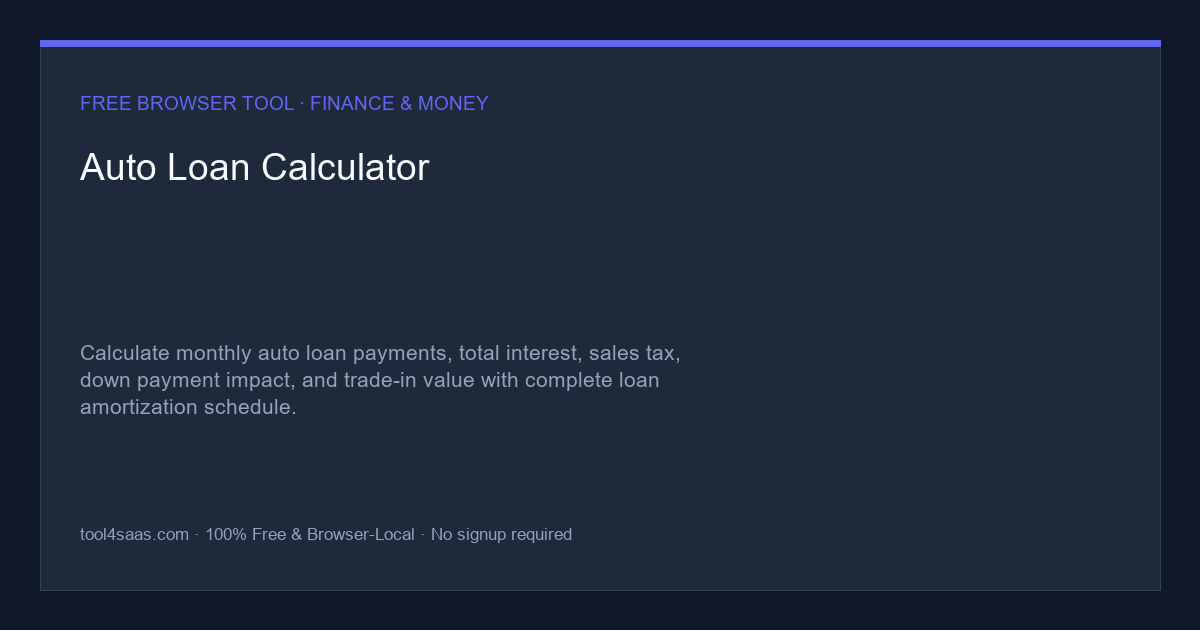 FREE BROWSER TOOL · FINANCE & MONEY
Auto Loan Calculator
Calculate monthly auto loan payments, total interest, sales tax,
down payment impact, and trade-in value with complete loan
amortization schedule.
tool4saas.com · 100% Free & Browser-Local · No signup required